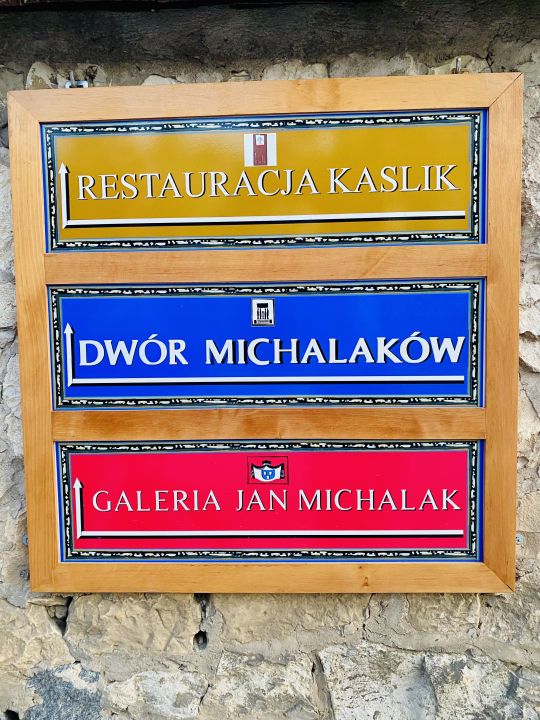 RESTAURACJA KASLIK
DWÓR MICHALAKÓW
GALERIA JAN MICHALAK